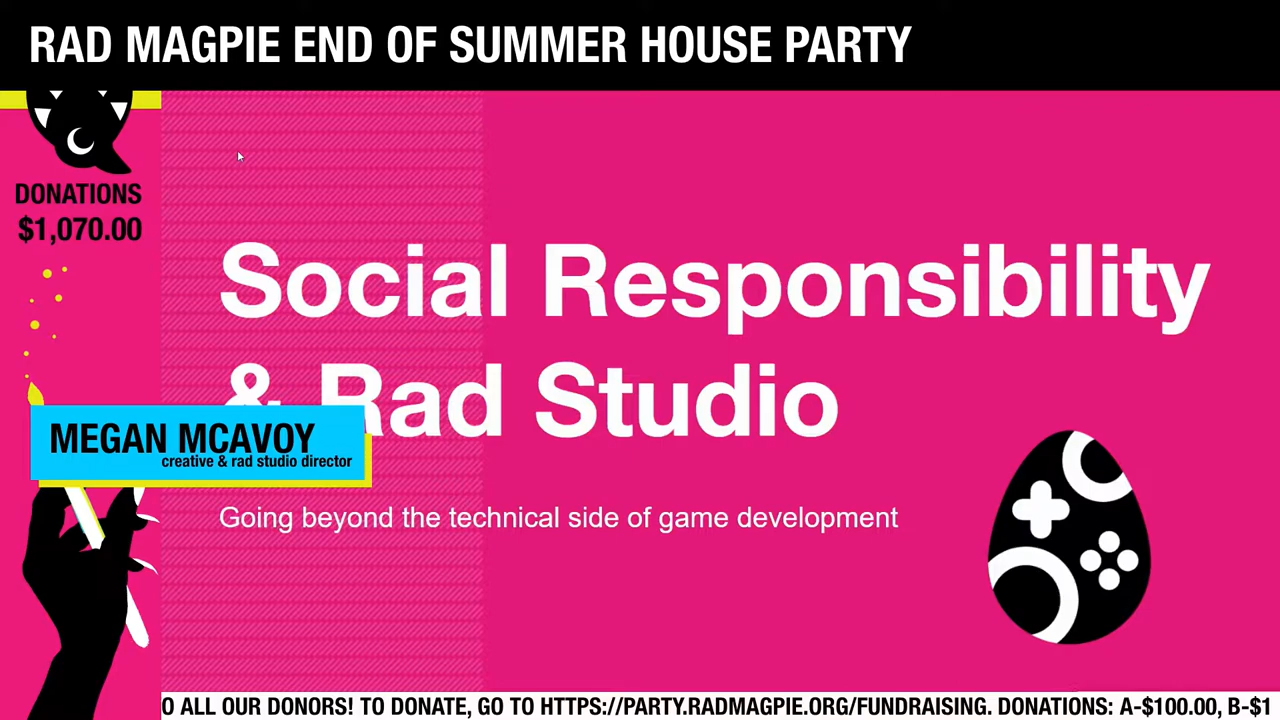 RAD MAGPIE END OF SUMMER HOUSE PARTY
DONATIONS
$1,070.00
Social Responsibility
& Rad Studio
MEGAN MCAVOY
creative & rad studio director
Going beyond the technical side of game development
O ALL OUR DONORS! TO DONATE, GO TO HTTPS://PARTY.RADMAGPIE.ORG/FUNDRAISING. DONATIONS: A-$100.00, B-$1